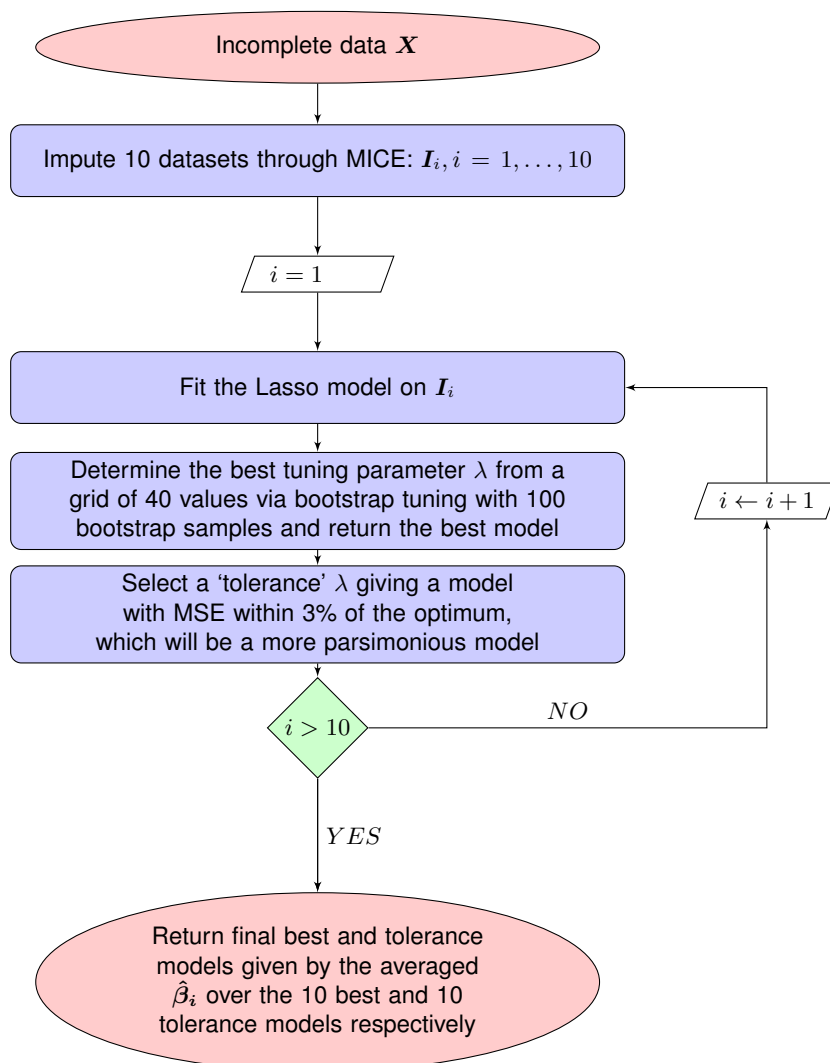 Incomplete data X
Impute 10 datasets through MICE: I_i, i = 1, . . . , 10
i = 1
Fit the Lasso model on I_i
Determine the best tuning parameter λ from a
grid of 40 values via bootstrap tuning with 100
bootstrap samples and return the best model
i ← i + 1
Select a ‘tolerance’ λ giving a model
with MSE within 3% of the optimum,
which will be a more parsimonious model
i > 10
NO
YES
Return final best and tolerance
models given by the averaged
β̂_i over the 10 best and 10
tolerance models respectively